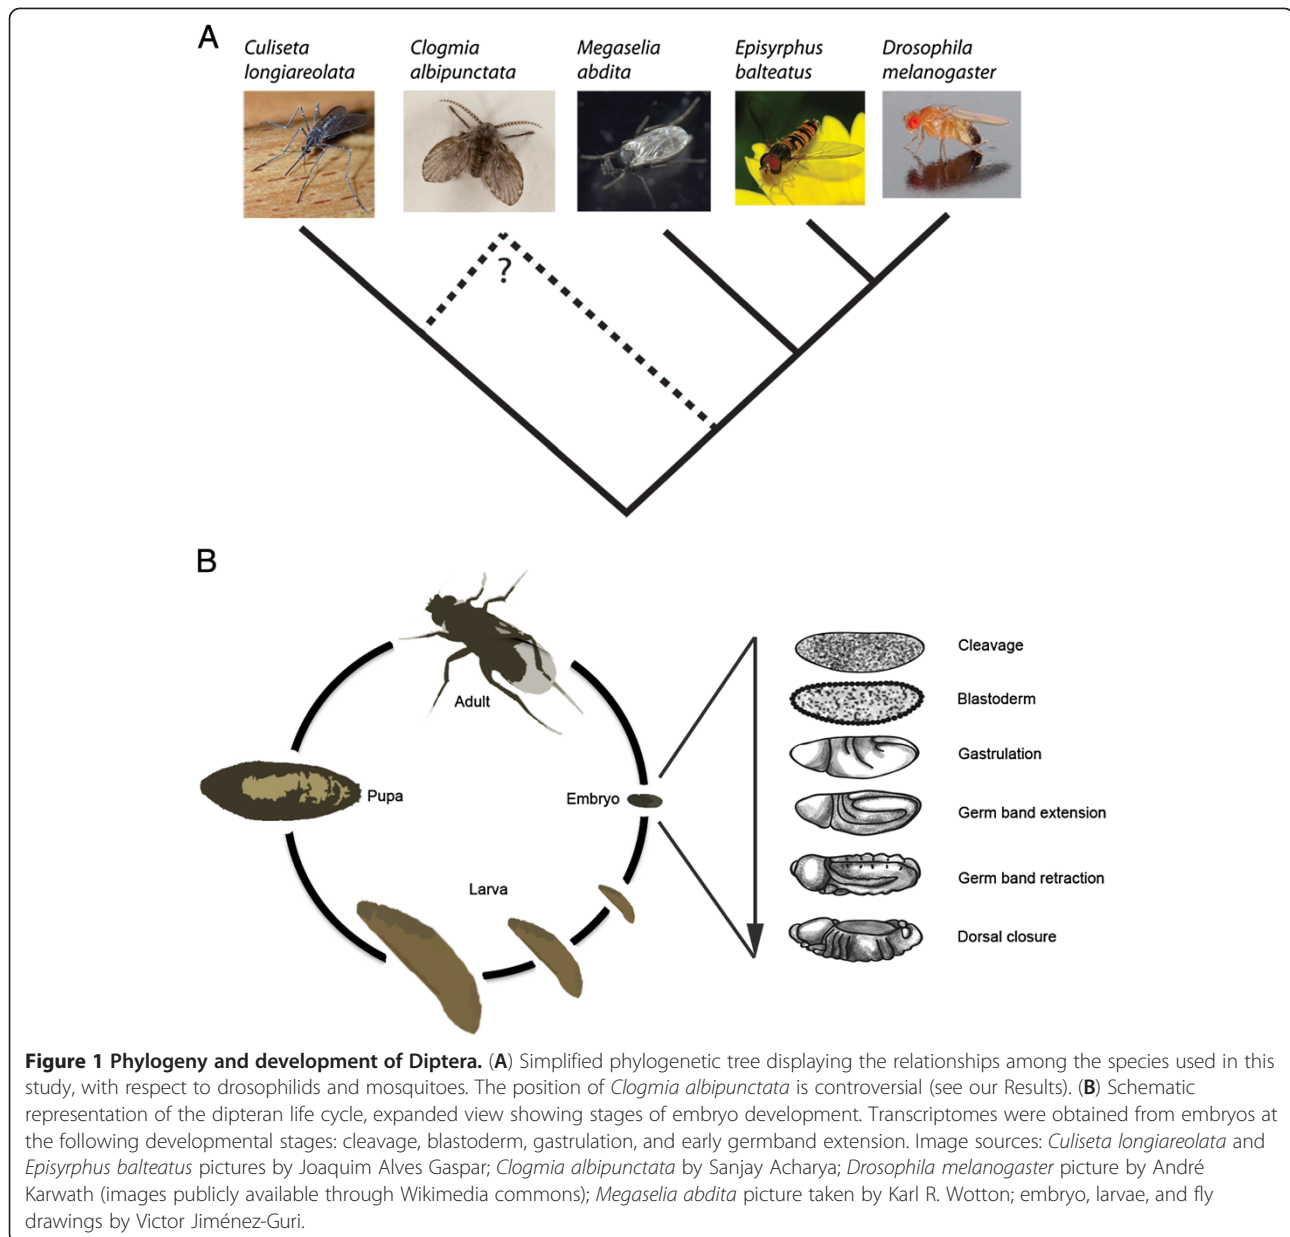 A
Culiseta
longiareolata
Clogmia
albipunctata
Megaselia
abdita
Episyrphus
balteatus
Drosophila
melanogaster
?
B
Adult
Pupa
Embryo
Larva
Cleavage
Blastoderm
Gastrulation
Germ band extension
Germ band retraction
Dorsal closure
Figure 1 Phylogeny and development of Diptera. (A) Simplified phylogenetic tree displaying the relationships among the species used in this
study, with respect to drosophilids and mosquitoes. The position of Clogmia albipunctata is controversial (see our Results). (B) Schematic
representation of the dipteran life cycle, expanded view showing stages of embryo development. Transcriptomes were obtained from embryos at
the following developmental stages: cleavage, blastoderm, gastrulation, and early germband extension. Image sources: Culiseta longiareolata and
Episyrphus balteatus pictures by Joaquim Alves Gaspar; Clogmia albipunctata by Sanjay Acharya; Drosophila melanogaster picture by André
Karwath (images publicly available through Wikimedia commons); Megaselia abdita picture taken by Karl R. Wotton; embryo, larvae, and fly
drawings by Victor Jiménez-Guri.